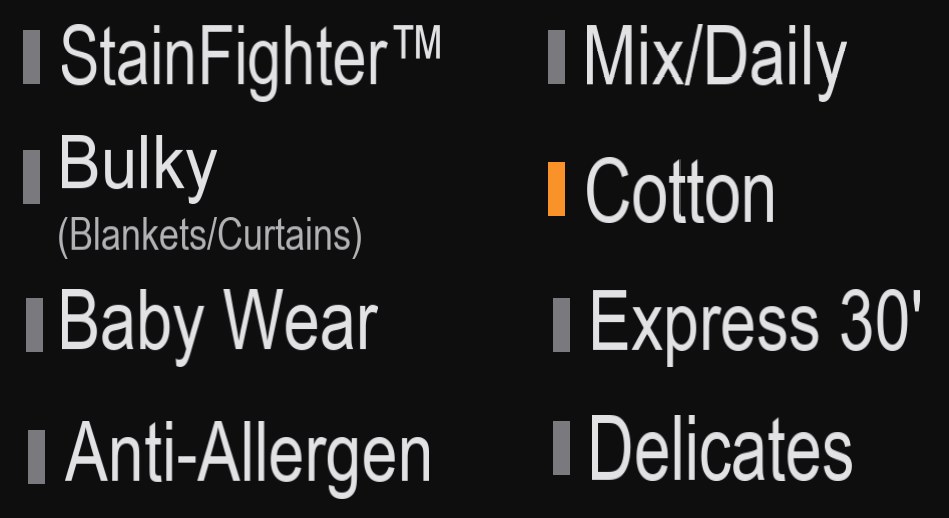 StainFighter™
Bulky
(Blankets/Curtains)
Baby Wear
Anti-Allergen
Mix/Daily
Cotton
Express 30'
Delicates